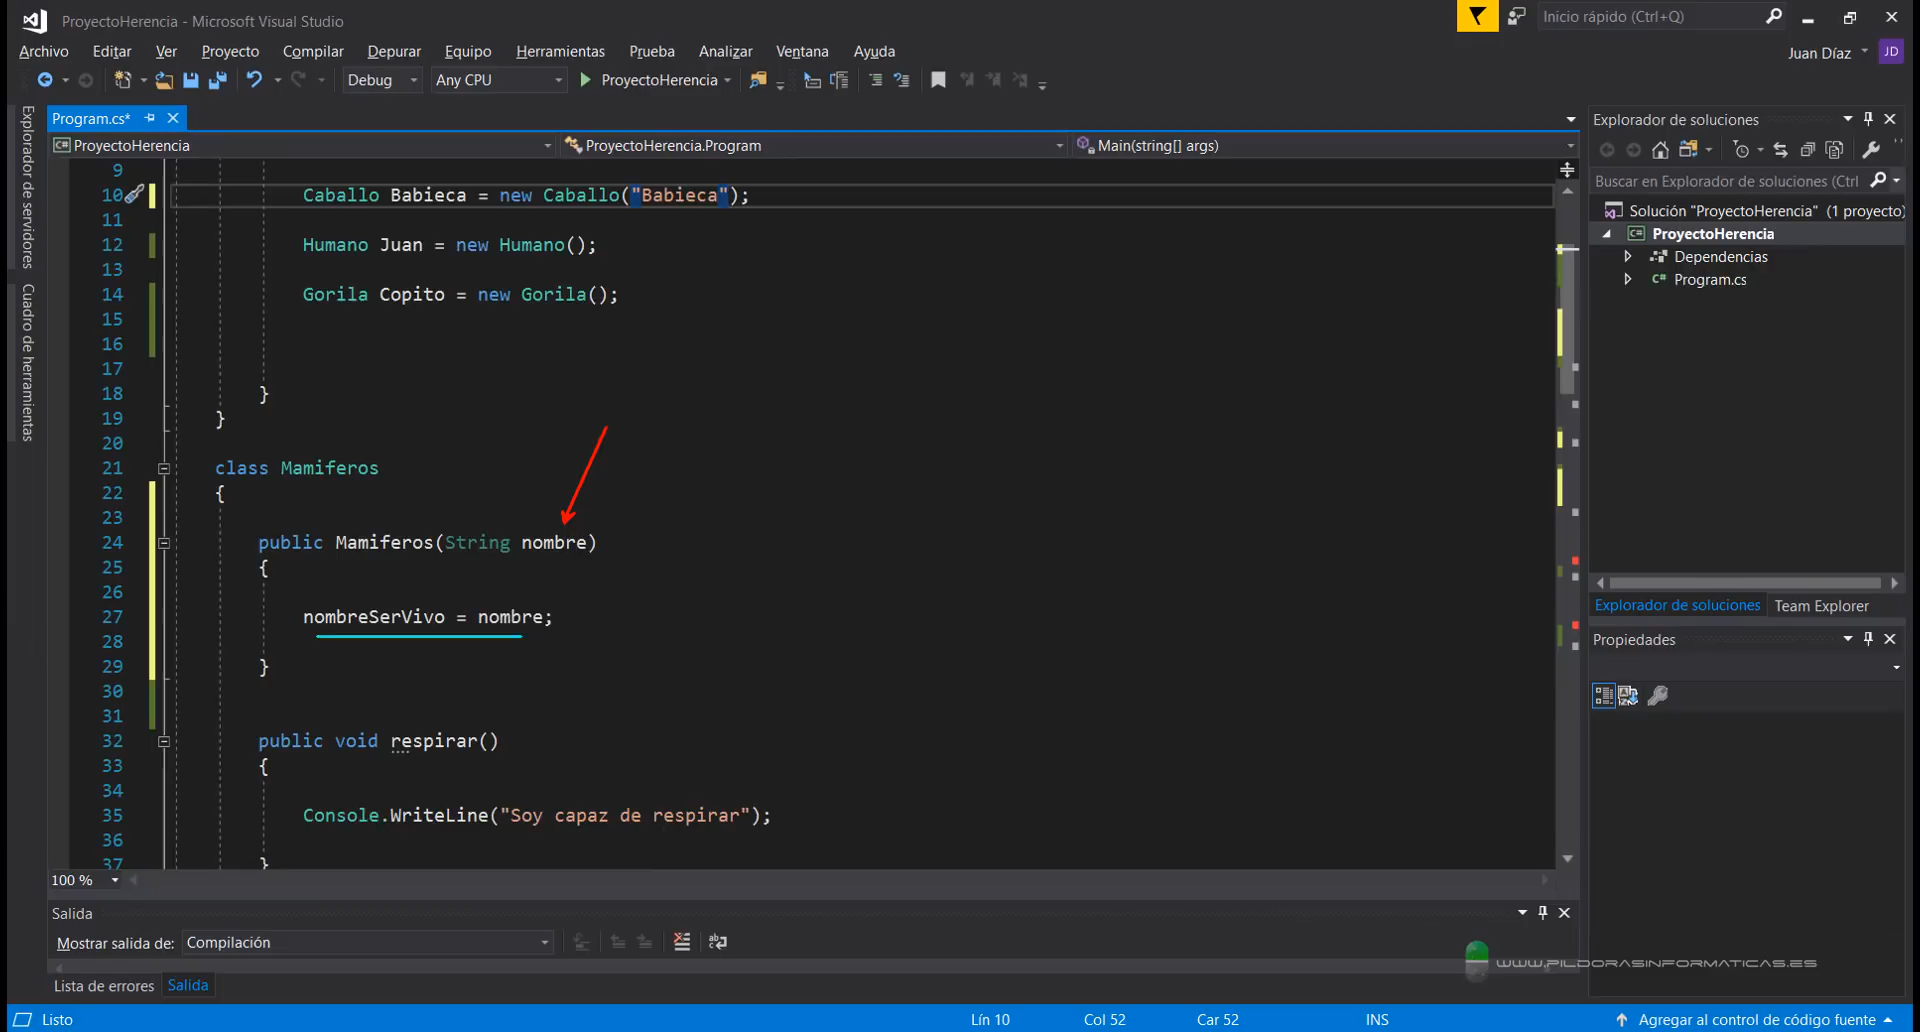 ProyectoHerencia - Microsoft Visual Studio
Inicio rápido (Ctrl+Q)
Archivo Editar Ver Proyecto Compilar Depurar Equipo Herramientas Prueba Analizar Ventana Ayuda
Juan Díaz JD
Debug Any CPU ProyectoHerencia
Explorador de servidores
Cuadro de herramientas
Program.cs*
ProyectoHerencia ProyectoHerencia.Program Main(string[] args)
9
10 Caballo Babieca = new Caballo("Babieca");
11
12 Humano Juan = new Humano();
13
14 Gorila Copito = new Gorila();
15
16
17
18 }
19 }
20
21 class Mamiferos
22 {
23
24 public Mamiferos(String nombre)
25 {
26
27 nombreSerVivo = nombre;
28
29 }
30
31
32 public void respirar()
33 {
34
35 Console.WriteLine("Soy capaz de respirar");
36
37 }
100 %
Salida
Mostrar salida de: Compilación
Lista de errores Salida
Explorador de soluciones
Buscar en Explorador de soluciones (Ctrl
Solución "ProyectoHerencia" (1 proyecto)
ProyectoHerencia
Dependencias
Program.cs
Explorador de soluciones Team Explorer
Propiedades
WWW.PILDORASINFORMATICAS.ES
Listo Lín 10 Col 52 Car 52 INS Agregar al control de código fuente